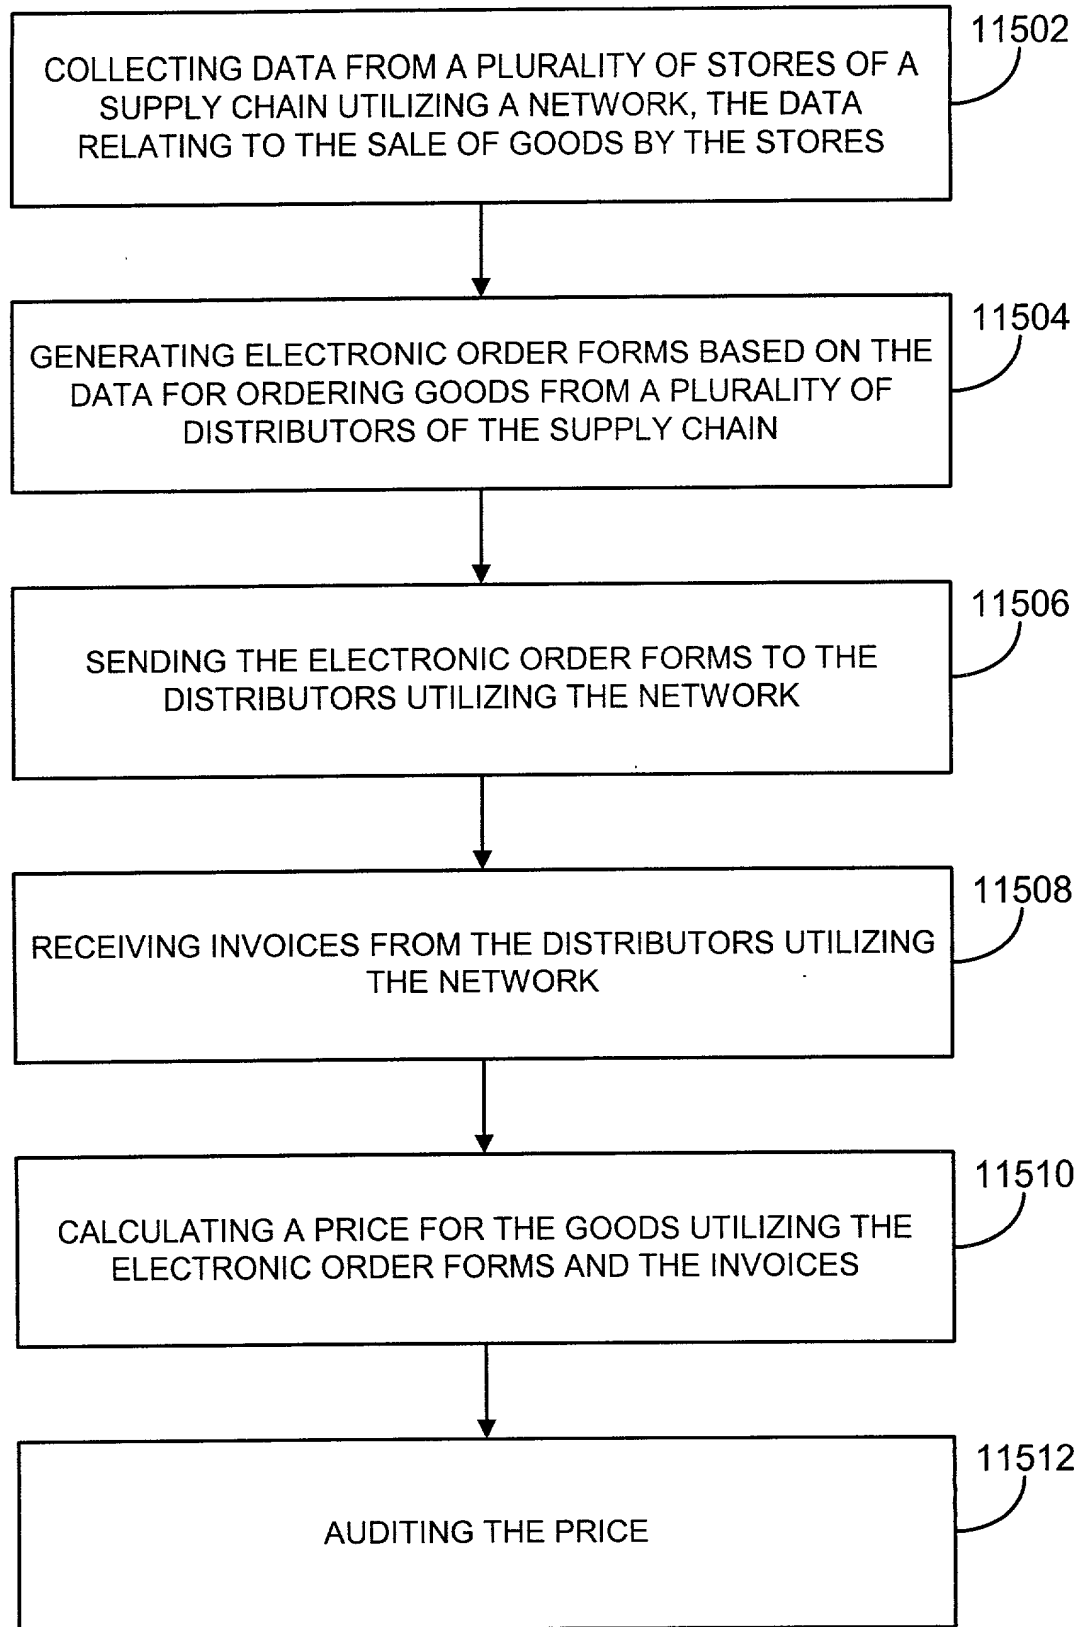 11502
COLLECTING DATA FROM A PLURALITY OF STORES OF A
SUPPLY CHAIN UTILIZING A NETWORK, THE DATA
RELATING TO THE SALE OF GOODS BY THE STORES
11504
GENERATING ELECTRONIC ORDER FORMS BASED ON THE
DATA FOR ORDERING GOODS FROM A PLURALITY OF
DISTRIBUTORS OF THE SUPPLY CHAIN
11506
SENDING THE ELECTRONIC ORDER FORMS TO THE
DISTRIBUTORS UTILIZING THE NETWORK
11508
RECEIVING INVOICES FROM THE DISTRIBUTORS UTILIZING
THE NETWORK
11510
CALCULATING A PRICE FOR THE GOODS UTILIZING THE
ELECTRONIC ORDER FORMS AND THE INVOICES
11512
AUDITING THE PRICE